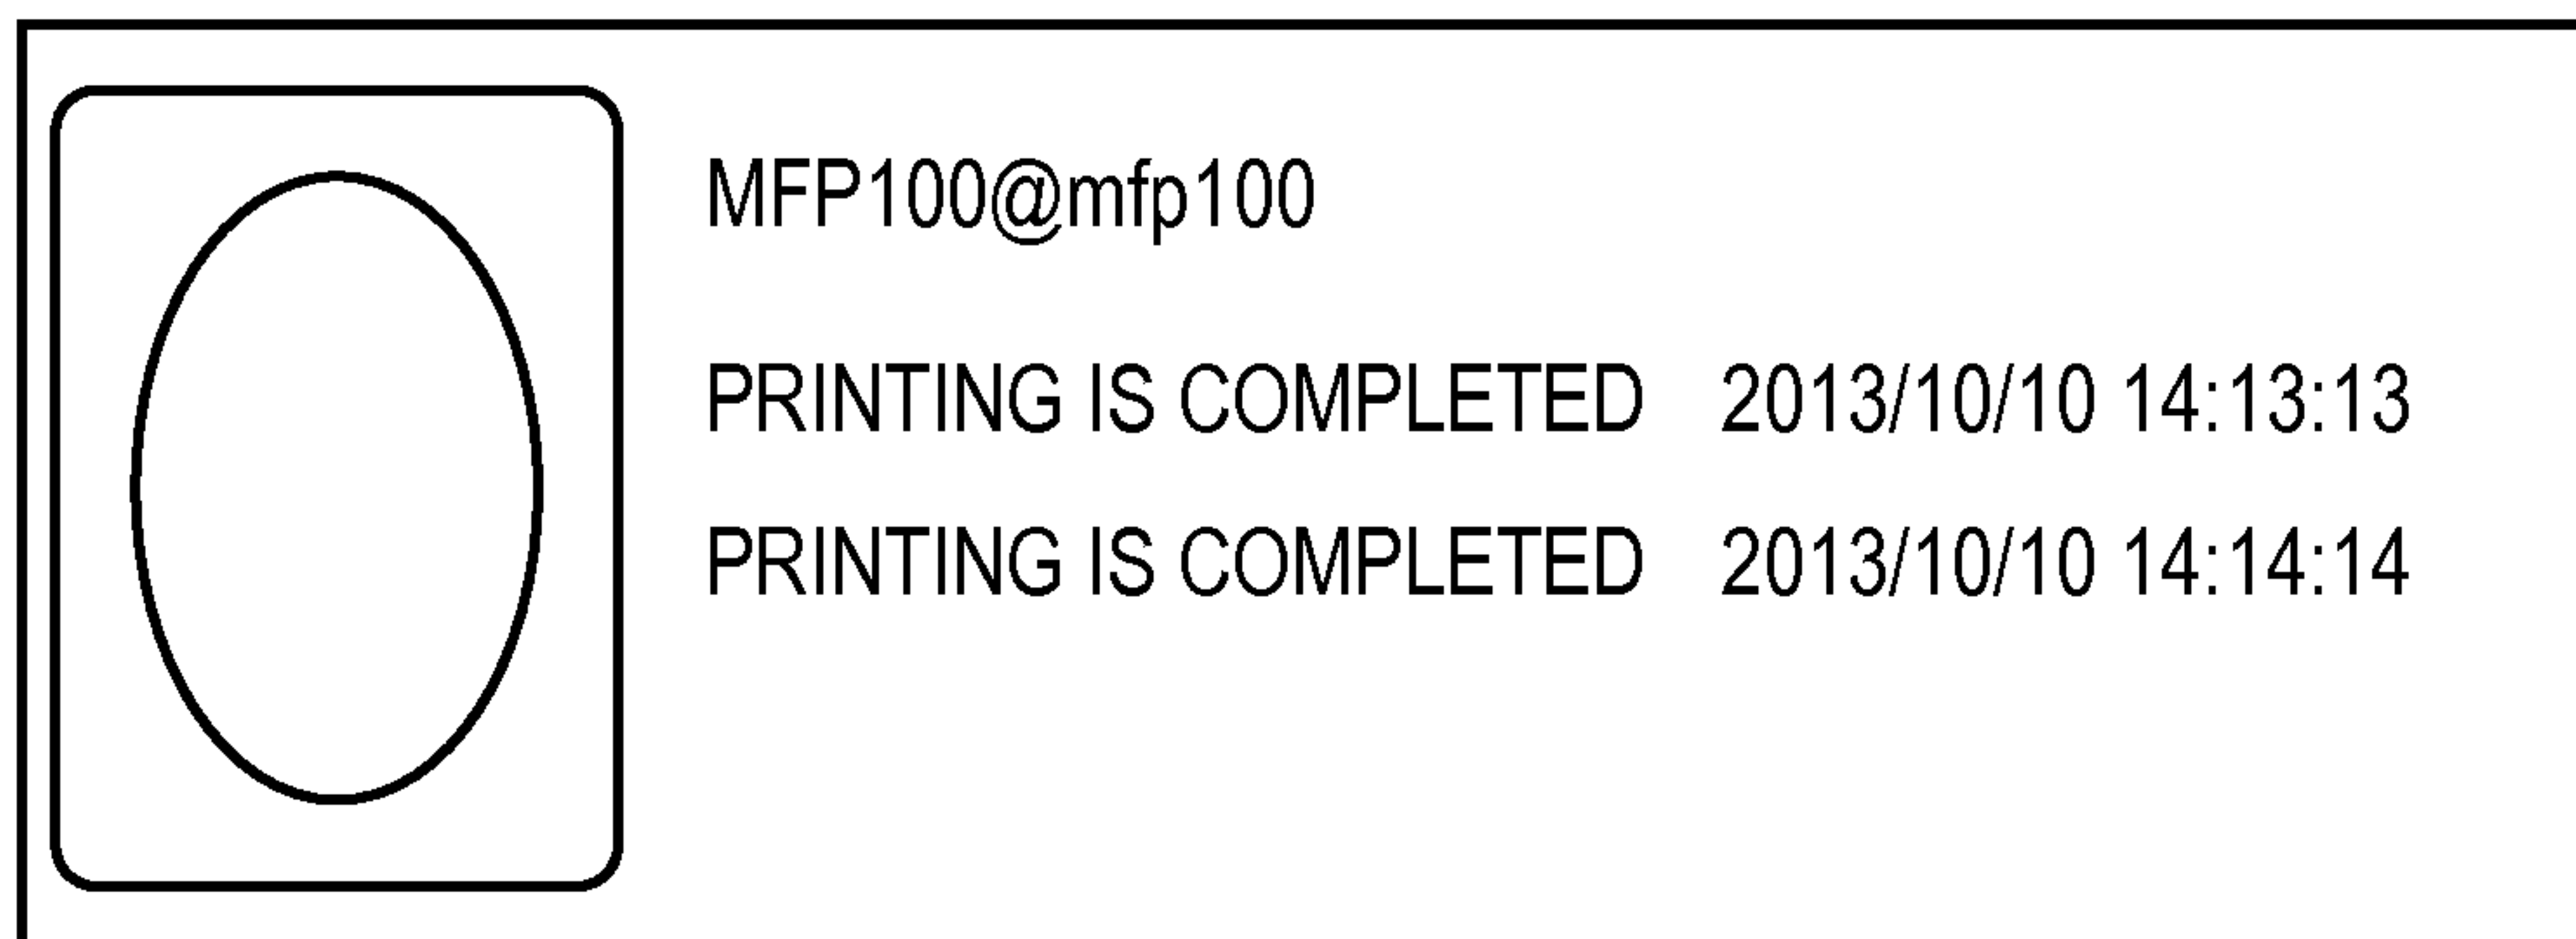 MFP100@mfp100
PRINTING IS COMPLETED 2013/10/10 14:13:13
PRINTING IS COMPLETED 2013/10/10 14:14:14